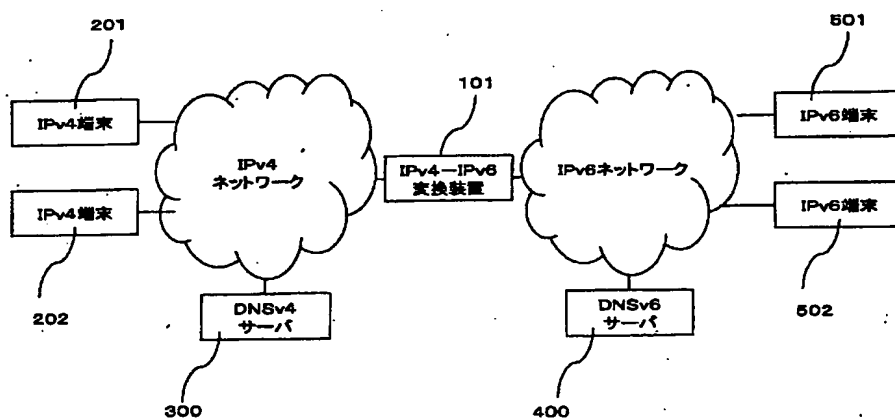 201
501
101
IPv4端末
IPv4
ネットワーク
IPv4−IPv6
変換装置
IPv6ネットワーク
IPv6端末
IPv4端末
IPv6端末
202
DNSv4
サーバ
DNSv6
サーバ
502
300
400